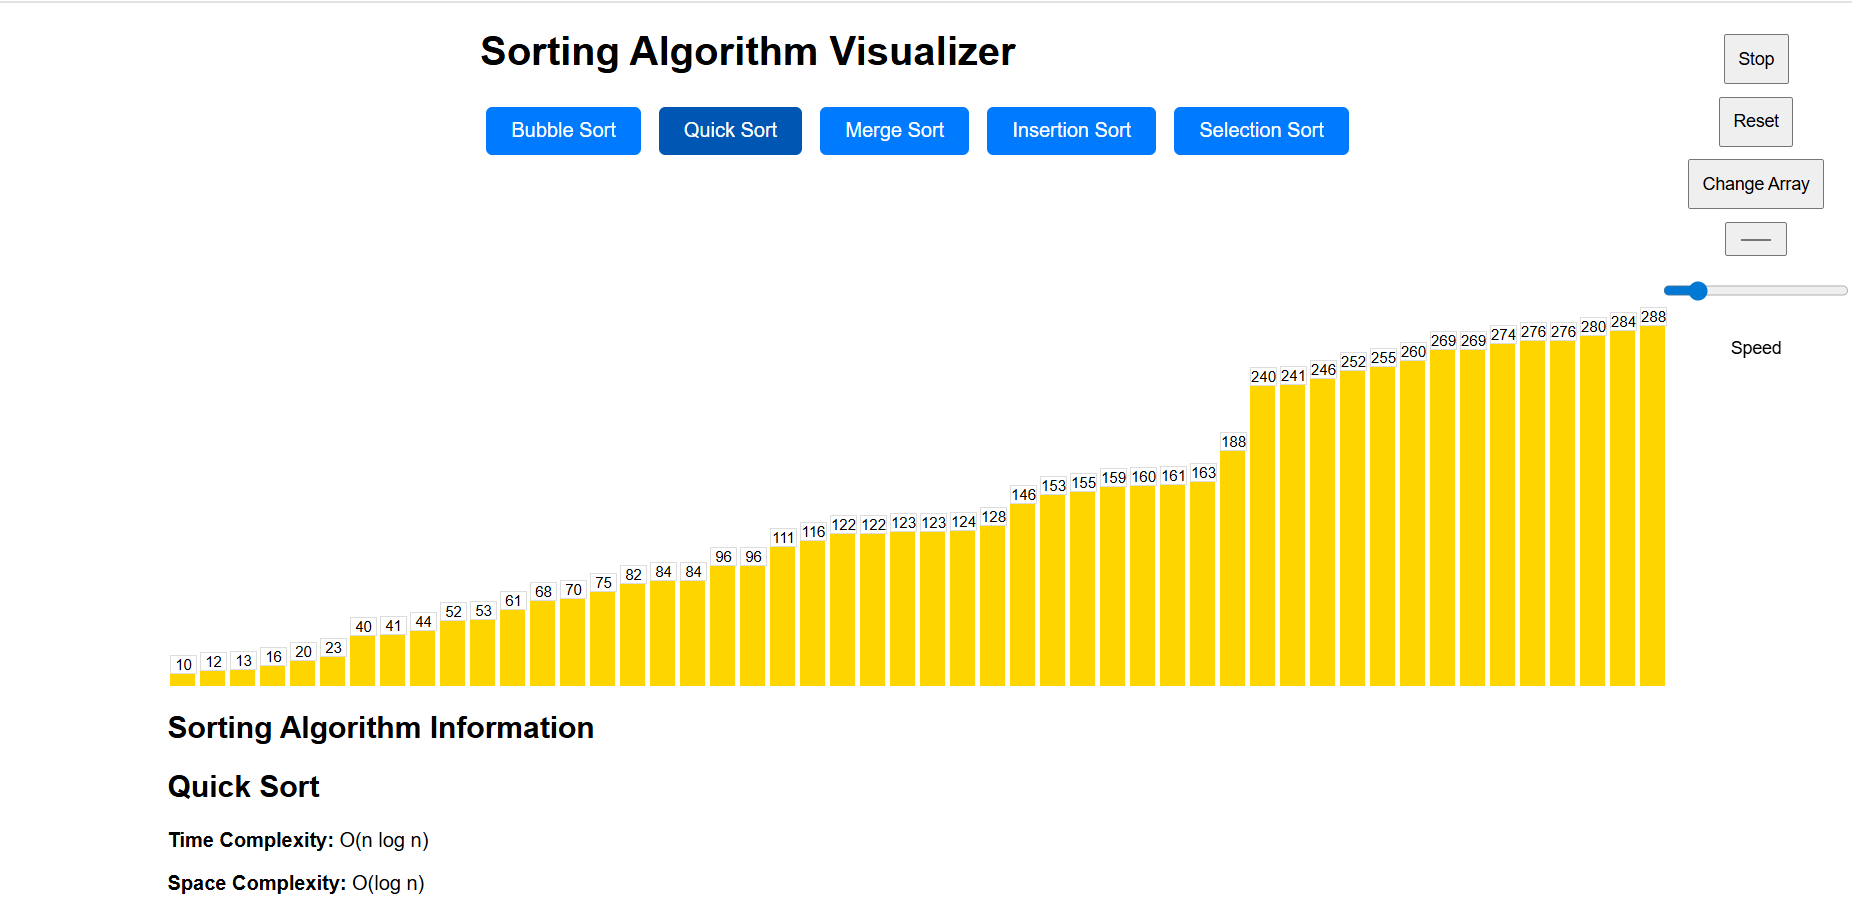 Sorting Algorithm Visualizer
Stop
Bubble Sort Quick Sort Merge Sort Insertion Sort Selection Sort
Reset
Change Array
Speed
10 12 13 16 20 23 40 41 44 52 53 61 68 70 75 82 84 84 96 96 111 116 122 122 123 123 124 128 146 153 155 159 160 161 163 188 240 241 246 252 255 260 269 269 274 276 276 280 284 288
Sorting Algorithm Information
Quick Sort
Time Complexity: O(n log n)
Space Complexity: O(log n)